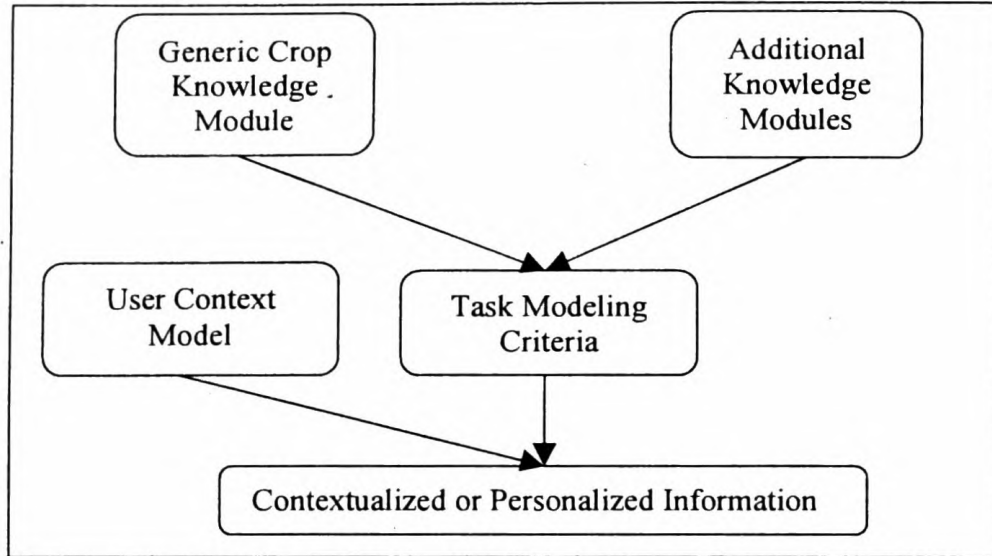 Generic Crop
Knowledge
Module
Additional
Knowledge
Modules
User Context
Model
Task Modeling
Criteria
Contextualized or Personalized Information